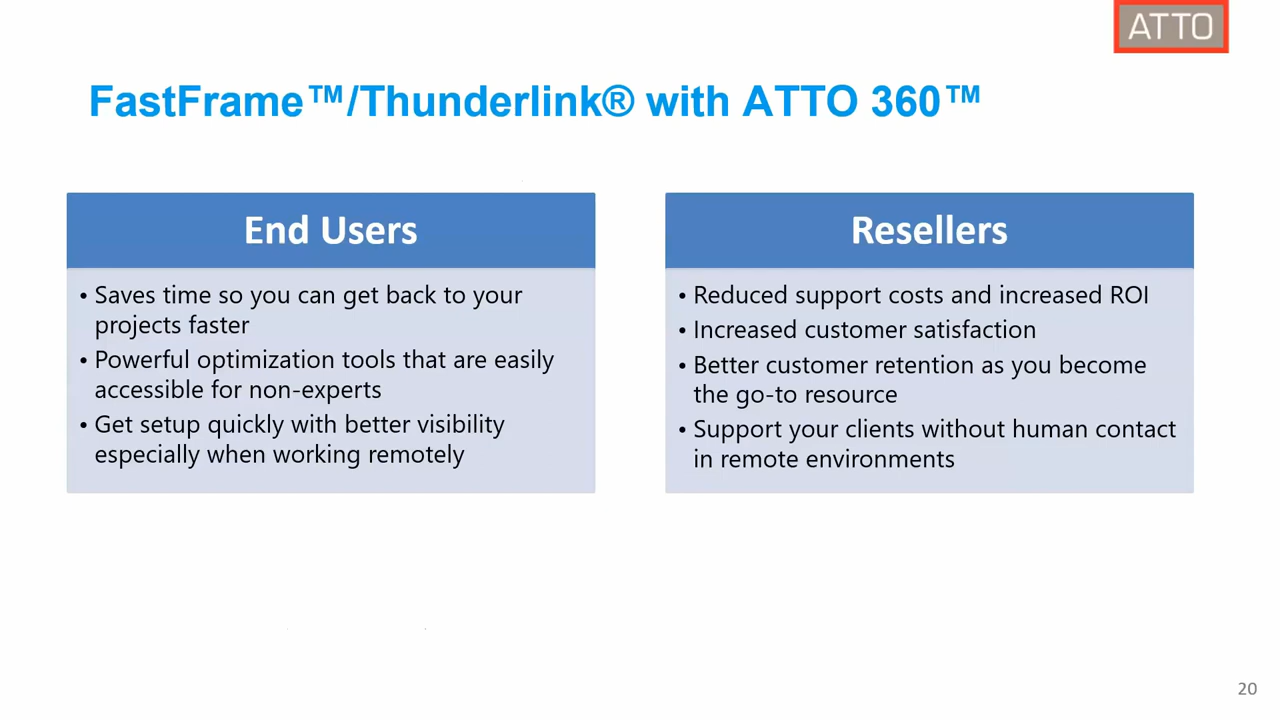 ATTO
FastFrame™/Thunderlink® with ATTO 360™
End Users
• Saves time so you can get back to your
projects faster
• Powerful optimization tools that are easily
accessible for non-experts
• Get setup quickly with better visibility
especially when working remotely
Resellers
• Reduced support costs and increased ROI
• Increased customer satisfaction
• Better customer retention as you become
the go-to resource
• Support your clients without human contact
in remote environments
20